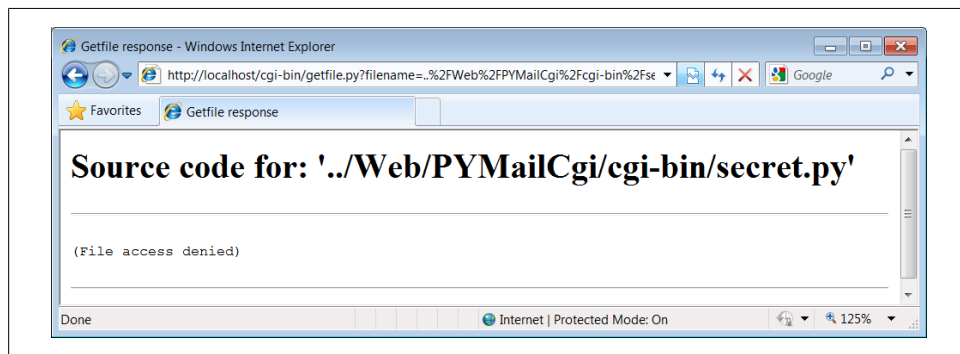 Getfile response - Windows Internet Explorer
http://localhost/cgi-bin/getfile.py?filename=..%2FWeb%2FPYMailCgi%2Fcgi-bin%2Fse
Google
Favorites
Getfile response
Source code for: '../Web/PYMailCgi/cgi-bin/secret.py'
(File access denied)
Done
Internet | Protected Mode: On
125%